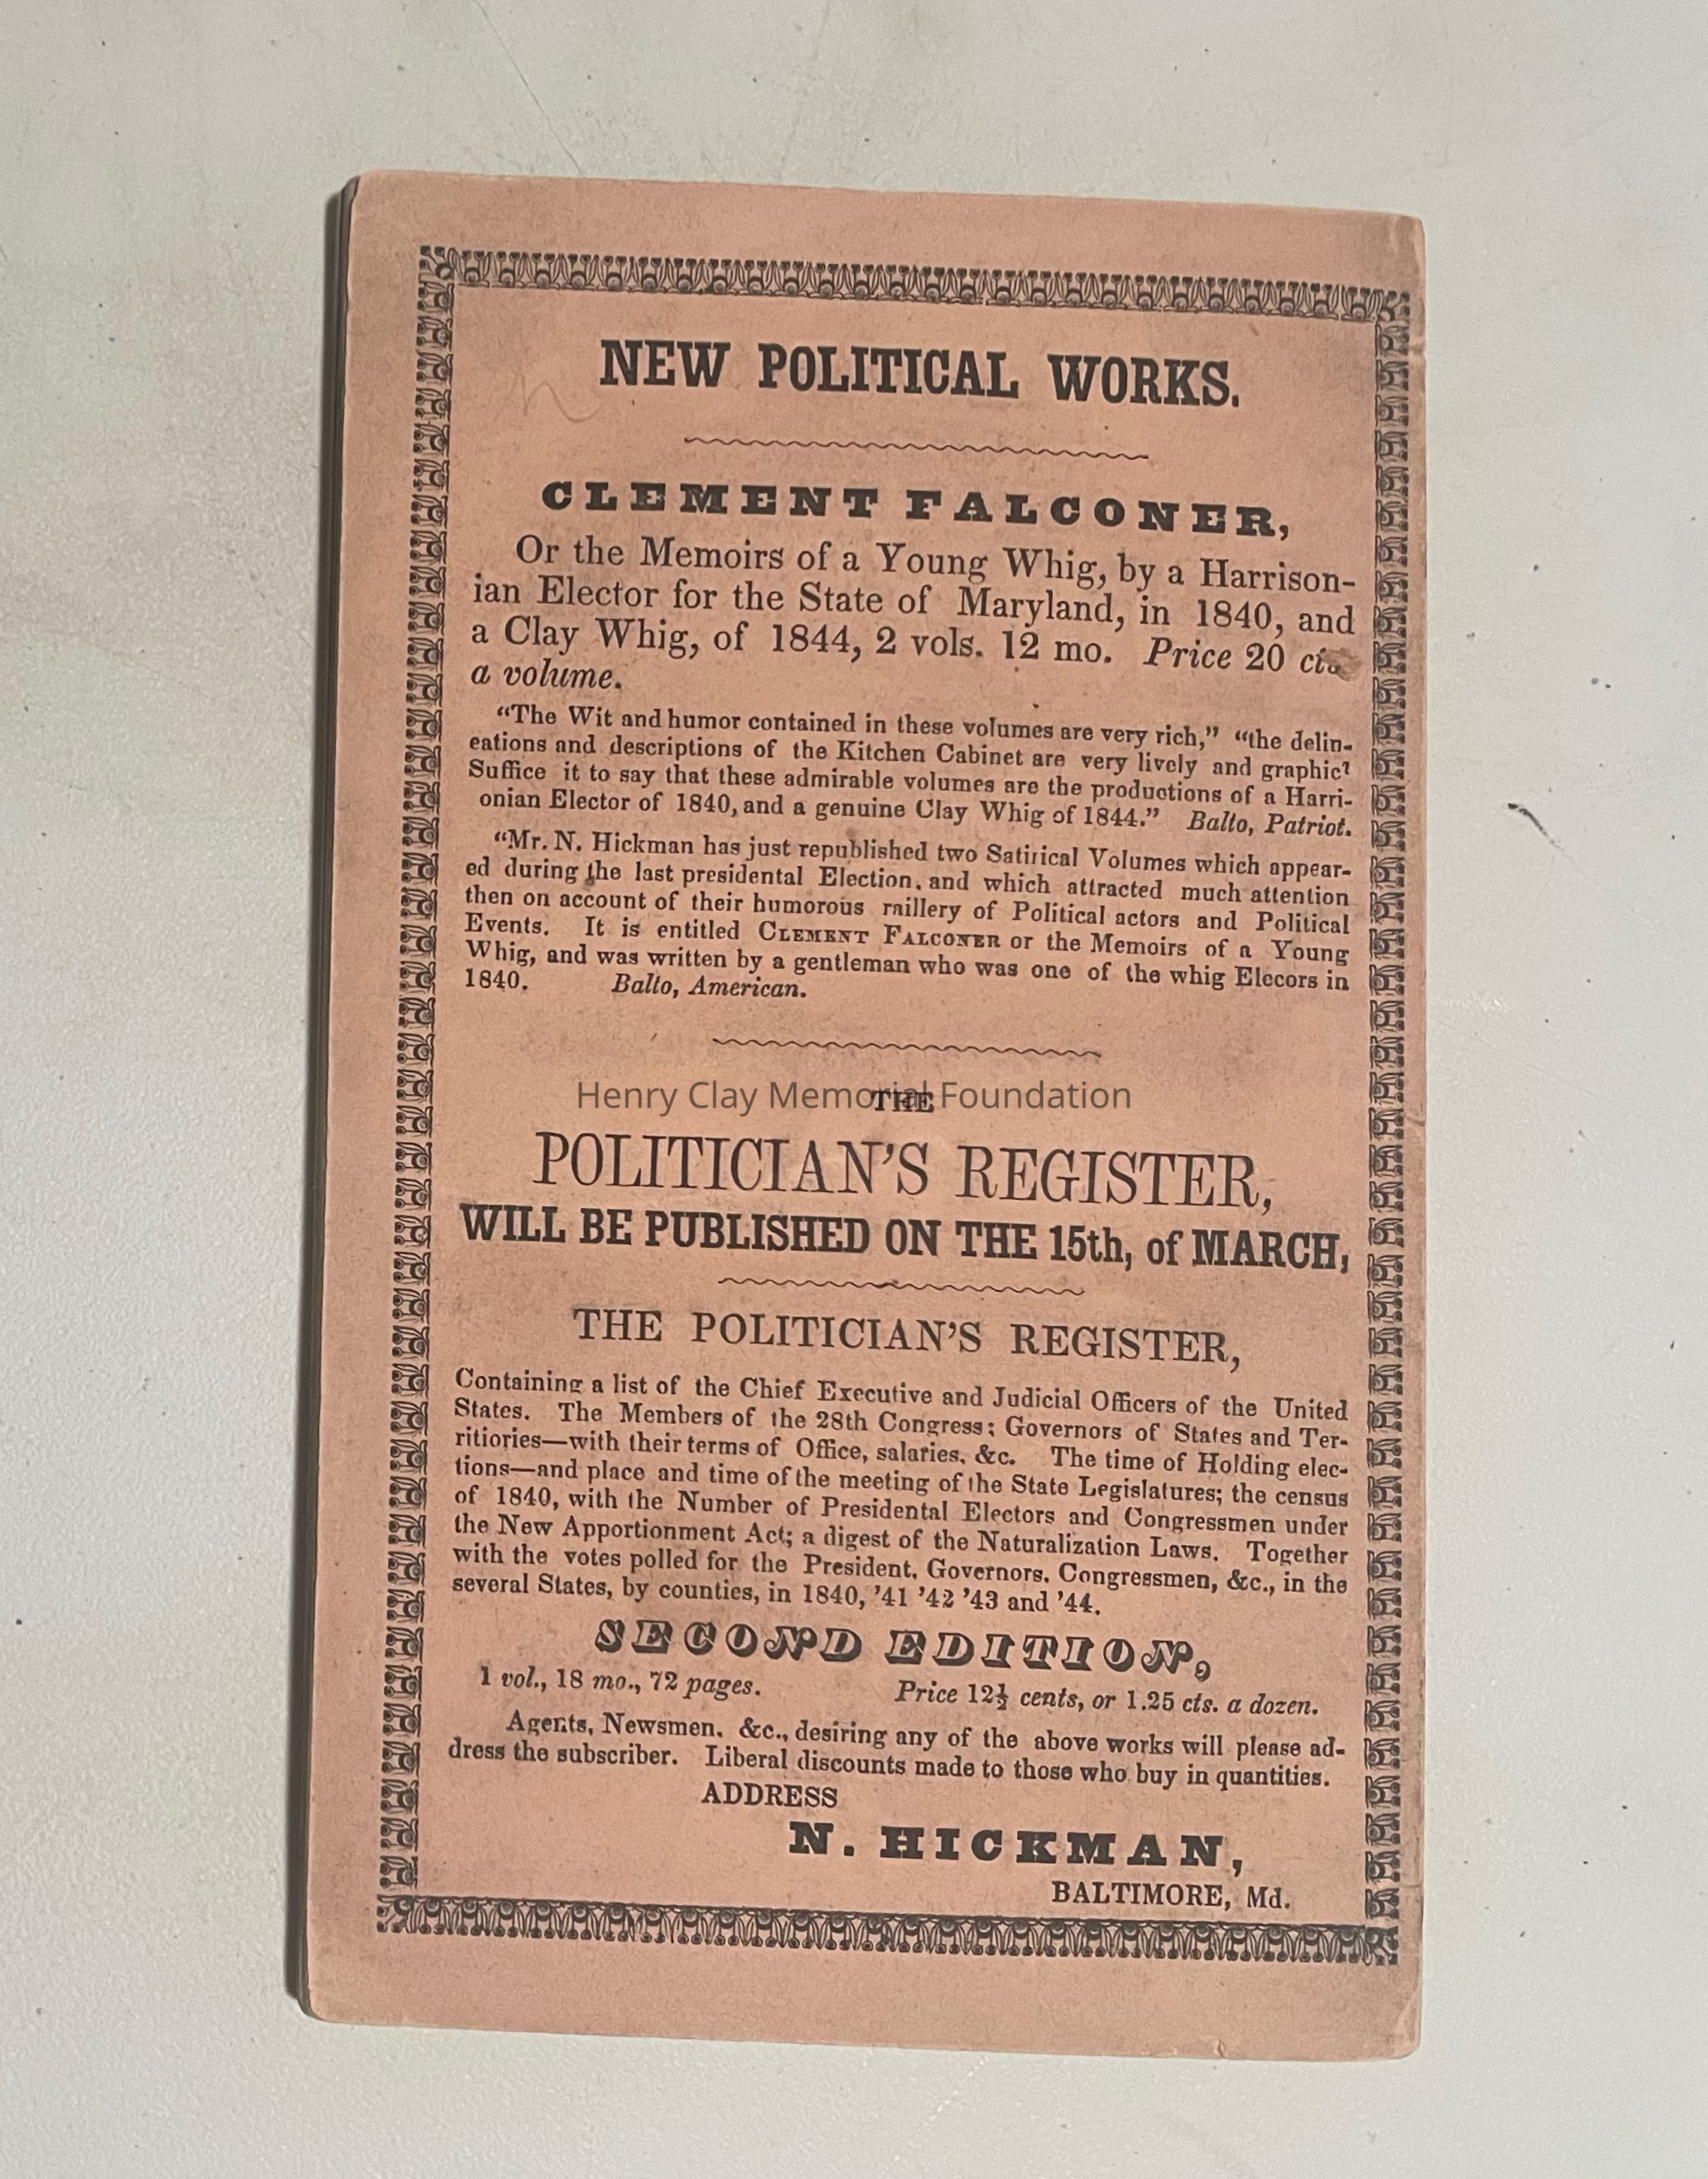 NEW POLITICAL WORKS.
CLEMENT FALCONER,
Or the Memoirs of a Young Whig, by a Harrison-
ian Elector for the State of Maryland, in 1840, and
a Clay Whig, of 1844, 2 vols. 12 mo. Price 20
a volume.
“The Wit and humor contained in these volumes are very rich,” “the delin-
eations and descriptions of the Kitchen Cabinet are very lively and graphic?
Suffice it to say that these admirable volumes are the productions of a Harri-
onian Elector of 1840, and a genuine Clay Whig of 1844.” Balto, Patriot.
“Mr. N. Hickman has just republished two Satirical Volumes which appear-
ed during the last presidental Election, and which attracted much attention
then on account of their humorous raillery of Political actors and Political
Events. It is entitled CLEMENT FALCONER or the Memoirs of a Young
Whig, and was written by a gentleman who was one of the whig Elecors in
1840. Balto, American.
Henry Clay Memorial Foundation
THE
POLITICIAN’S REGISTER,
WILL BE PUBLISHED ON THE 15th, of MARCH,
THE POLITICIAN’S REGISTER,
Containing a list of the Chief Executive and Judicial Officers of the United
States. The Members of the 28th Congress; Governors of States and Ter-
ritiories—with their terms of Office, salaries, &c. The time of Holding elec-
tions—and place and time of the meeting of the State Legislatures; the census
of 1840, with the Number of Presidental Electors and Congressmen under
the New Apportionment Act; a digest of the Naturalization Laws. Together
with the votes polled for the President, Governors, Congressmen, &c., in the
several States, by counties, in 1840, ’41 ’42 ’43 and ’44.
SECOND EDITION,
1 vol., 18 mo., 72 pages. Price 12½ cents, or 1.25 cts. a dozen.
Agents, Newsmen, &c., desiring any of the above works will please ad-
dress the subscriber. Liberal discounts made to those who buy in quantities.
ADDRESS
N. HICKMAN,
BALTIMORE, Md.